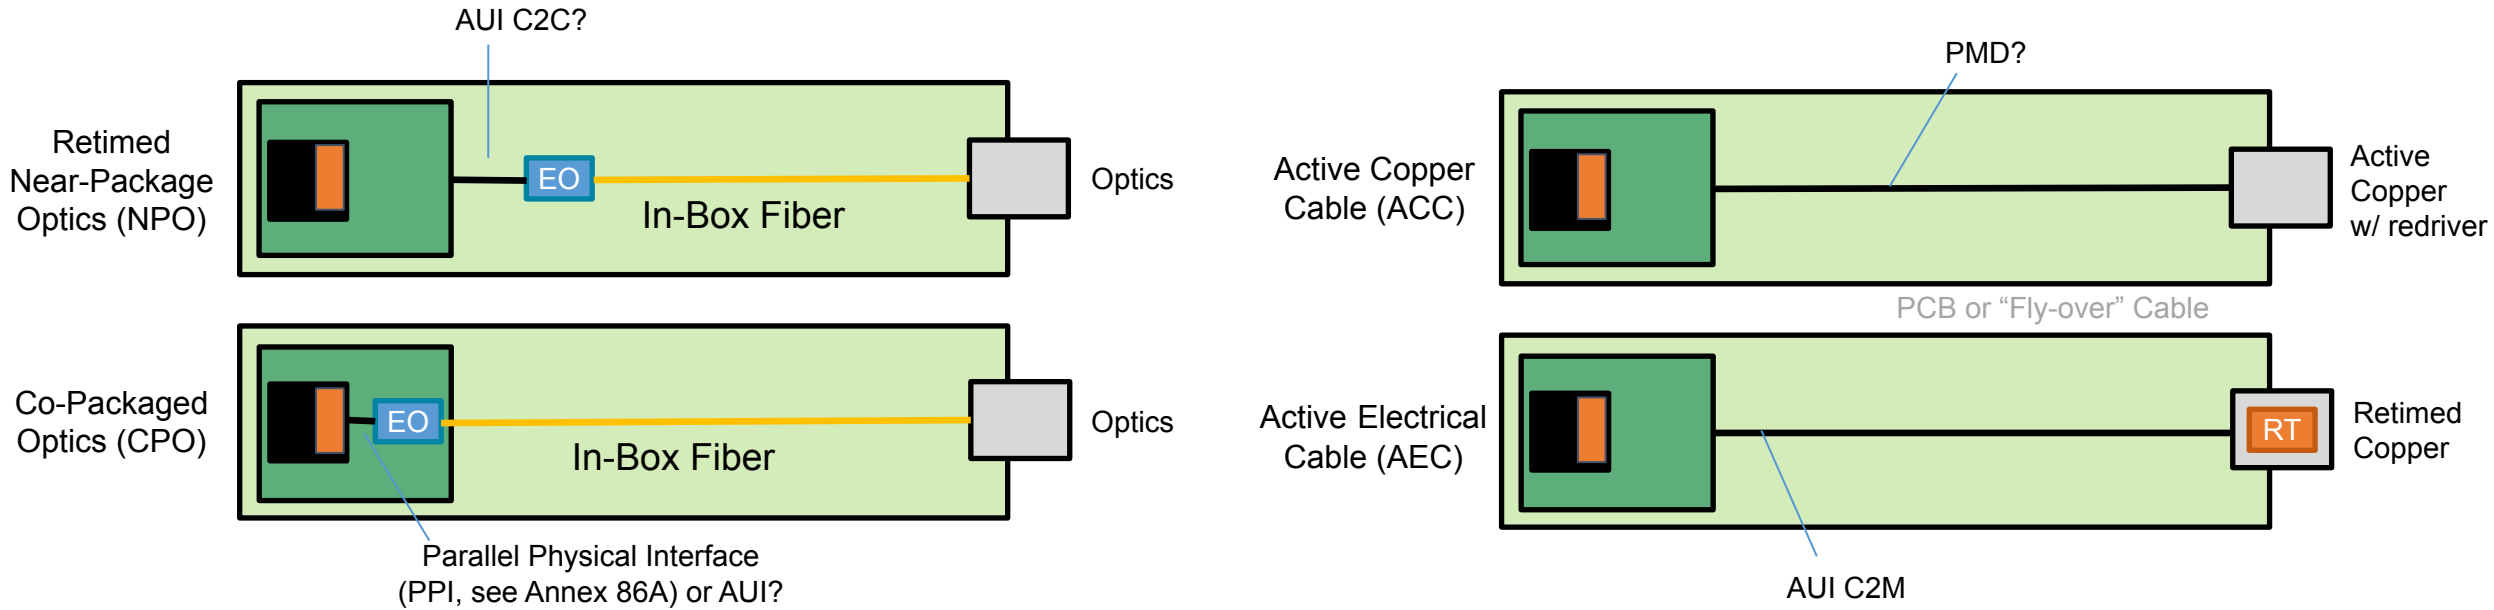 AUI C2C?
Retimed
Near-Package
Optics (NPO)
EO
In-Box Fiber
Optics
Co-Packaged
Optics (CPO)
EO
In-Box Fiber
Optics
Parallel Physical Interface
(PPI, see Annex 86A) or AUI?
PMD?
Active Copper
Cable (ACC)
Active
Copper
w/ redriver
PCB or “Fly-over” Cable
Active Electrical
Cable (AEC)
RT
Retimed
Copper
AUI C2M